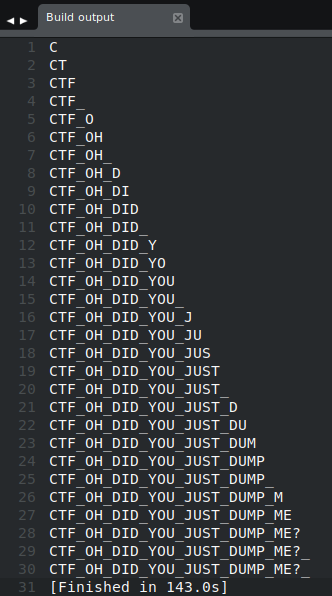 Build output
1 C
2 CT
3 CTF
4 CTF_
5 CTF_O
6 CTF_OH
7 CTF_OH_
8 CTF_OH_D
9 CTF_OH_DI
10 CTF_OH_DID
11 CTF_OH_DID_
12 CTF_OH_DID_Y
13 CTF_OH_DID_YO
14 CTF_OH_DID_YOU
15 CTF_OH_DID_YOU_
16 CTF_OH_DID_YOU_J
17 CTF_OH_DID_YOU_JU
18 CTF_OH_DID_YOU_JUS
19 CTF_OH_DID_YOU_JUST
20 CTF_OH_DID_YOU_JUST_
21 CTF_OH_DID_YOU_JUST_D
22 CTF_OH_DID_YOU_JUST_DU
23 CTF_OH_DID_YOU_JUST_DUM
24 CTF_OH_DID_YOU_JUST_DUMP
25 CTF_OH_DID_YOU_JUST_DUMP_
26 CTF_OH_DID_YOU_JUST_DUMP_M
27 CTF_OH_DID_YOU_JUST_DUMP_ME
28 CTF_OH_DID_YOU_JUST_DUMP_ME?
29 CTF_OH_DID_YOU_JUST_DUMP_ME?_
30 CTF_OH_DID_YOU_JUST_DUMP_ME?_
31 [Finished in 143.0s]